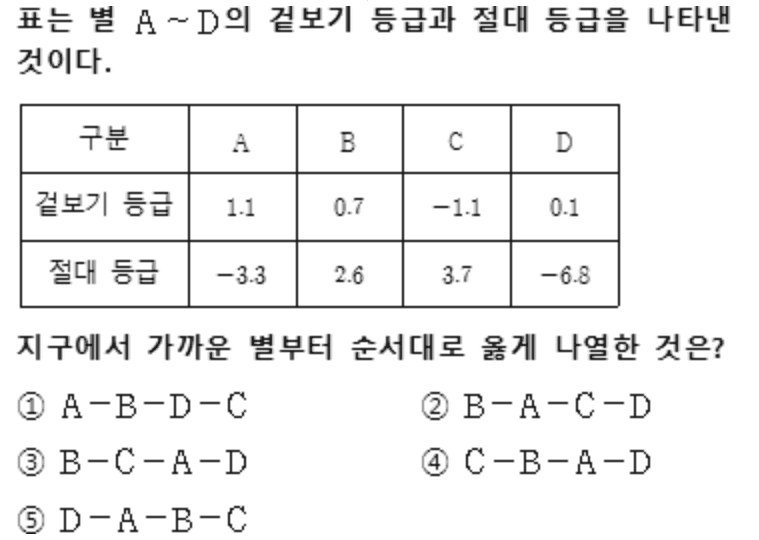 표는 별 A ~ D의 겉보기 등급과 절대 등급을 나타낸
것이다.
구분 A B C D
겉보기 등급 1.1 0.7 −1.1 0.1
절대 등급 −3.3 2.6 3.7 −6.8
지구에서 가까운 별부터 순서대로 옳게 나열한 것은?
① A−B−D−C ② B−A−C−D
③ B−C−A−D ④ C−B−A−D
⑤ D−A−B−C